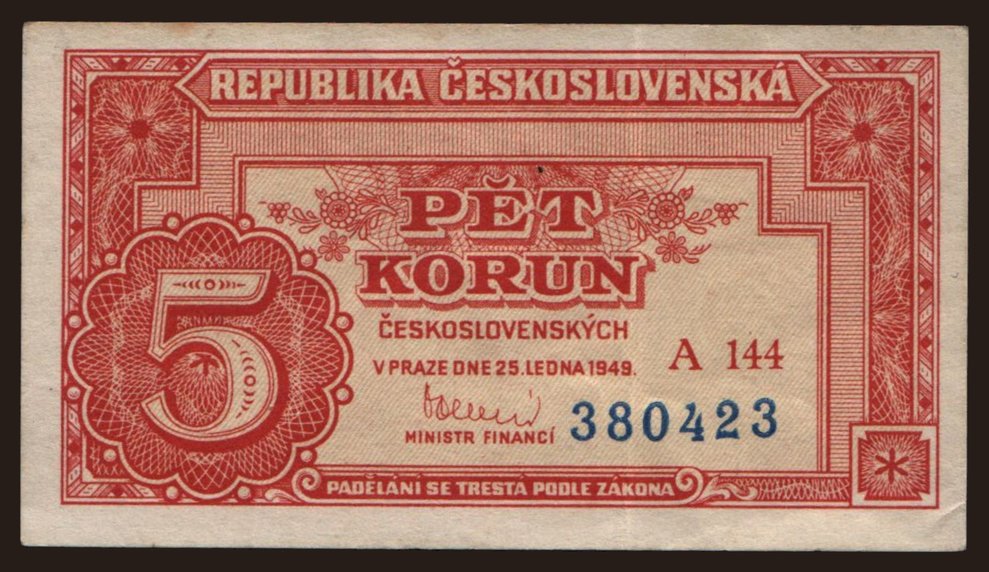 REPUBLIKA ČESKOSLOVENSKÁ
PĚT
KORUN
ČESKOSLOVENSKÝCH
V PRAZE DNE 25. LEDNA 1949.
A 144
380423
MINISTR FINANCÍ
5
PADĚLÁNÍ SE TRESTÁ PODLE ZÁKONA